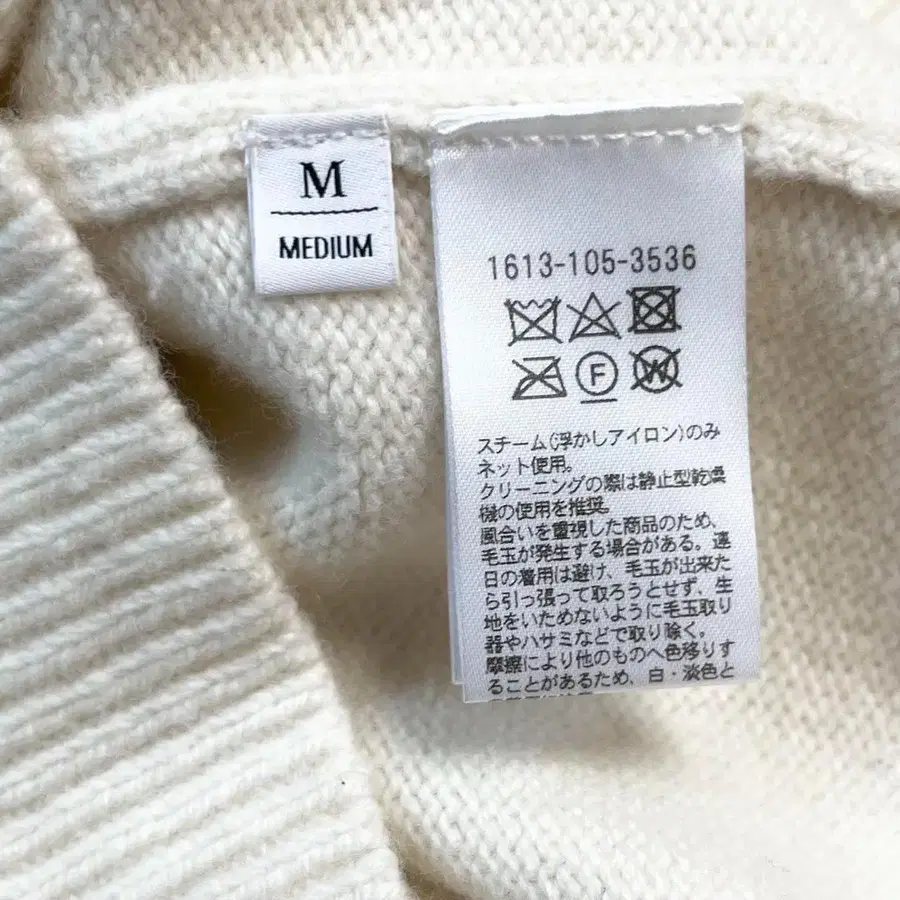 M
MEDIUM
1613-105-3536
F
W
スチーム(浮かしアイロン)のみ
ネット使用。
クリーニングの際は静止型乾燥
機の使用を推奨。
風合いを重視した商品のため、
毛玉が発生する場合がある。連
日の着用は避け、毛玉が出来た
ら引っ張って取ろうとせず、生
地をいためないように毛玉取り
器やハサミなどで取り除く。
摩擦により他のものへ色移りす
ることがあるため、白・淡色と